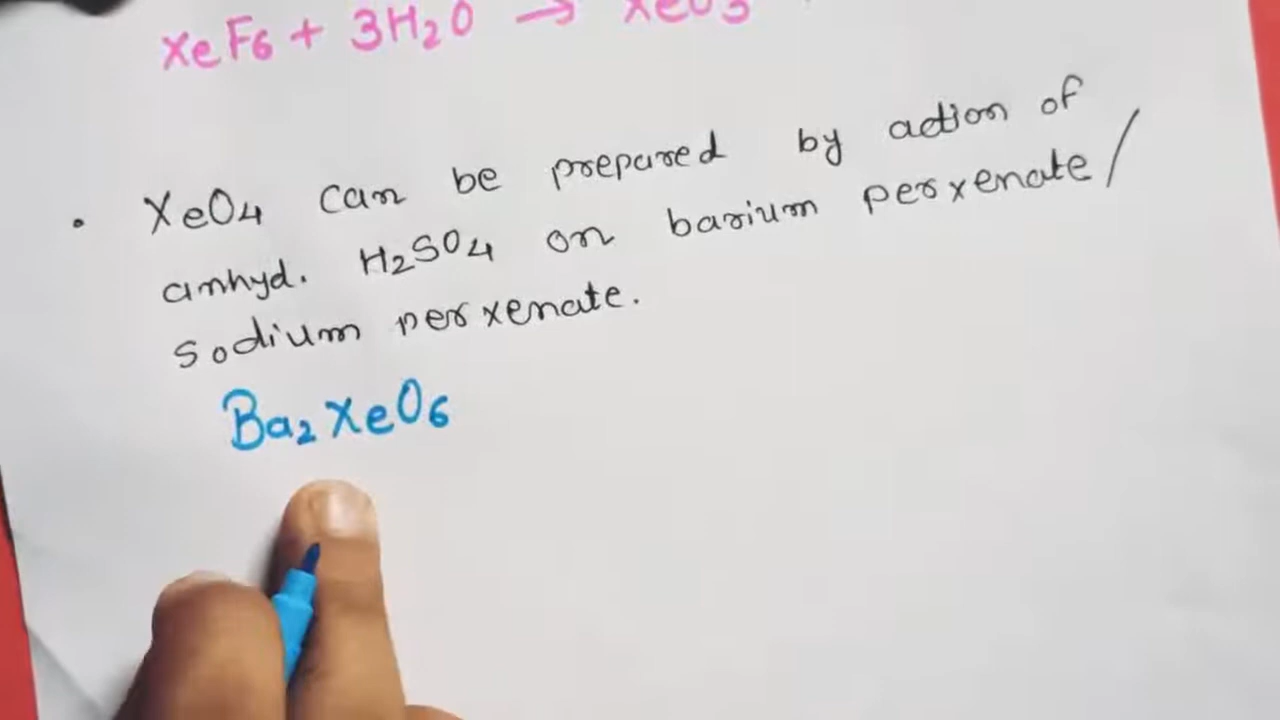 XeF6 + 3H2O → XeO3
• XeO4 can be prepared by action of
anhyd. H2SO4 on barium perxenate/
sodium perxenate.
Ba2XeO6